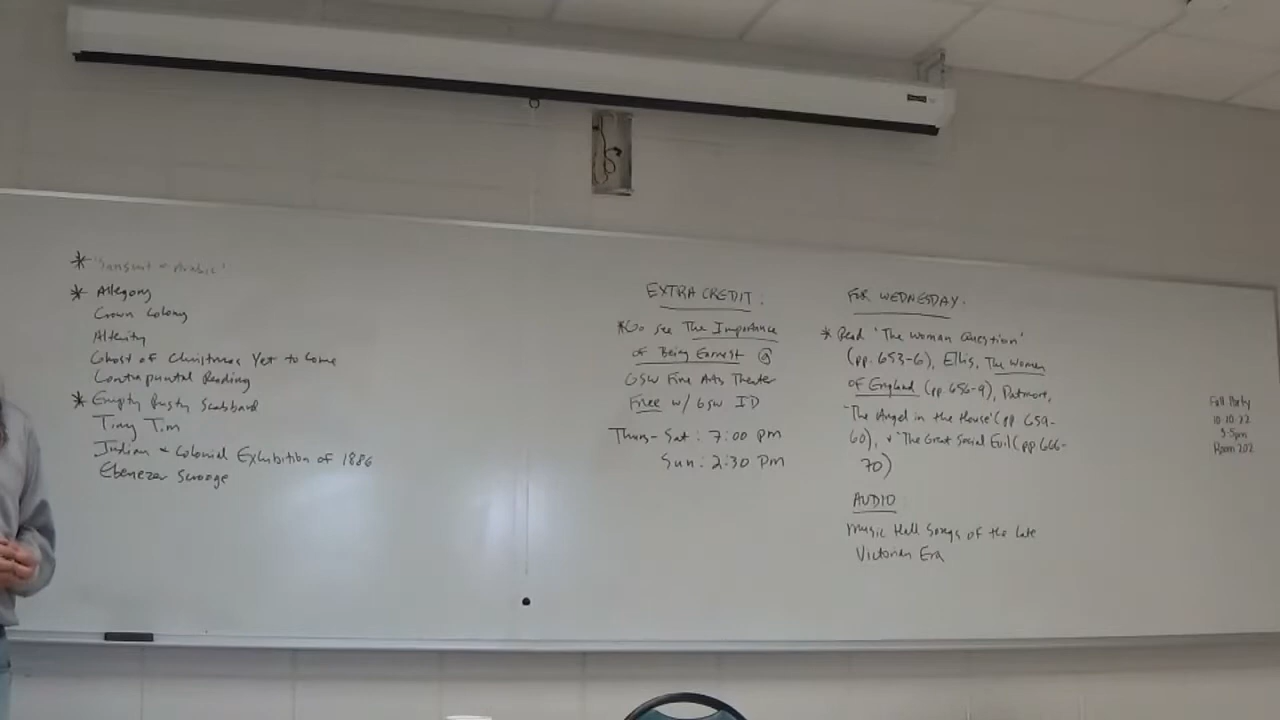 * "Sanskrit & Arabic"
* Allegory
Crown Colony
Alterity
Ghost of Christmas Yet to Come
Contrapuntal Reading
* Empty Rusty Scabbard
Tiny Tim
Indian & Colonial Exhibition of 1886
Ebenezer Scrooge
EXTRA CREDIT.
*Go see The Importance
of Being Earnest @
GSW Fine Arts Theater
Free w/ GSW ID
Thurs-Sat: 7:00 pm
Sun: 2:30 pm
FOR WEDNESDAY.
* Read "The Woman Question"
(pp. 653-6), Ellis, The Women
of England (pp. 656-9), Patmore,
"The Angel in the House" (pp 659-
60), & "The Great Social Evil (pp 666-
70)
AUDIO
Music Hall Songs of the Late
Victorian Era
Fall Party
10-10-22
3-5pm
Room 202